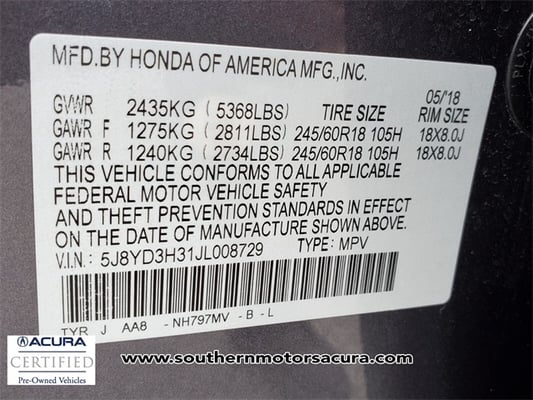 MFD.BY HONDA OF AMERICA MFG.,INC.
05/'18
GVWR 2435KG ( 5368LBS) TIRE SIZE RIM SIZE
GAWR F 1275KG ( 2811LBS) 245/60R18 105H 18X8.0J
GAWR R 1240KG ( 2734LBS) 245/60R18 105H 18X8.0J
THIS VEHICLE CONFORMS TO ALL APPLICABLE
FEDERAL MOTOR VEHICLE SAFETY
AND THEFT PREVENTION STANDARDS IN EFFECT
ON THE DATE OF MANUFACTURE SHOWN ABOVE.
V.I.N: 5J8YD3H31JL008729 TYPE: MPV
TYR J AA8 - NH797MV - B - L
www.southernmotorsacura.com
ACURA
CERTIFIED
Pre-Owned Vehicles